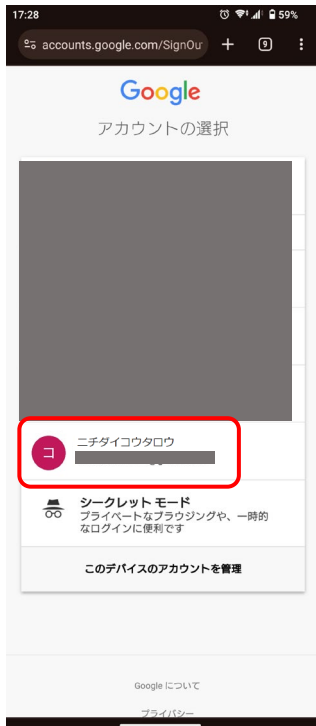 17:28
59%
accounts.google.com/SignOu
9
Google
アカウントの選択
コ
ニチダイコウタロウ
シークレット モード
プライベートなブラウジングや、一時的
なログインに便利です
このデバイスのアカウントを管理
Google について
プライバシー